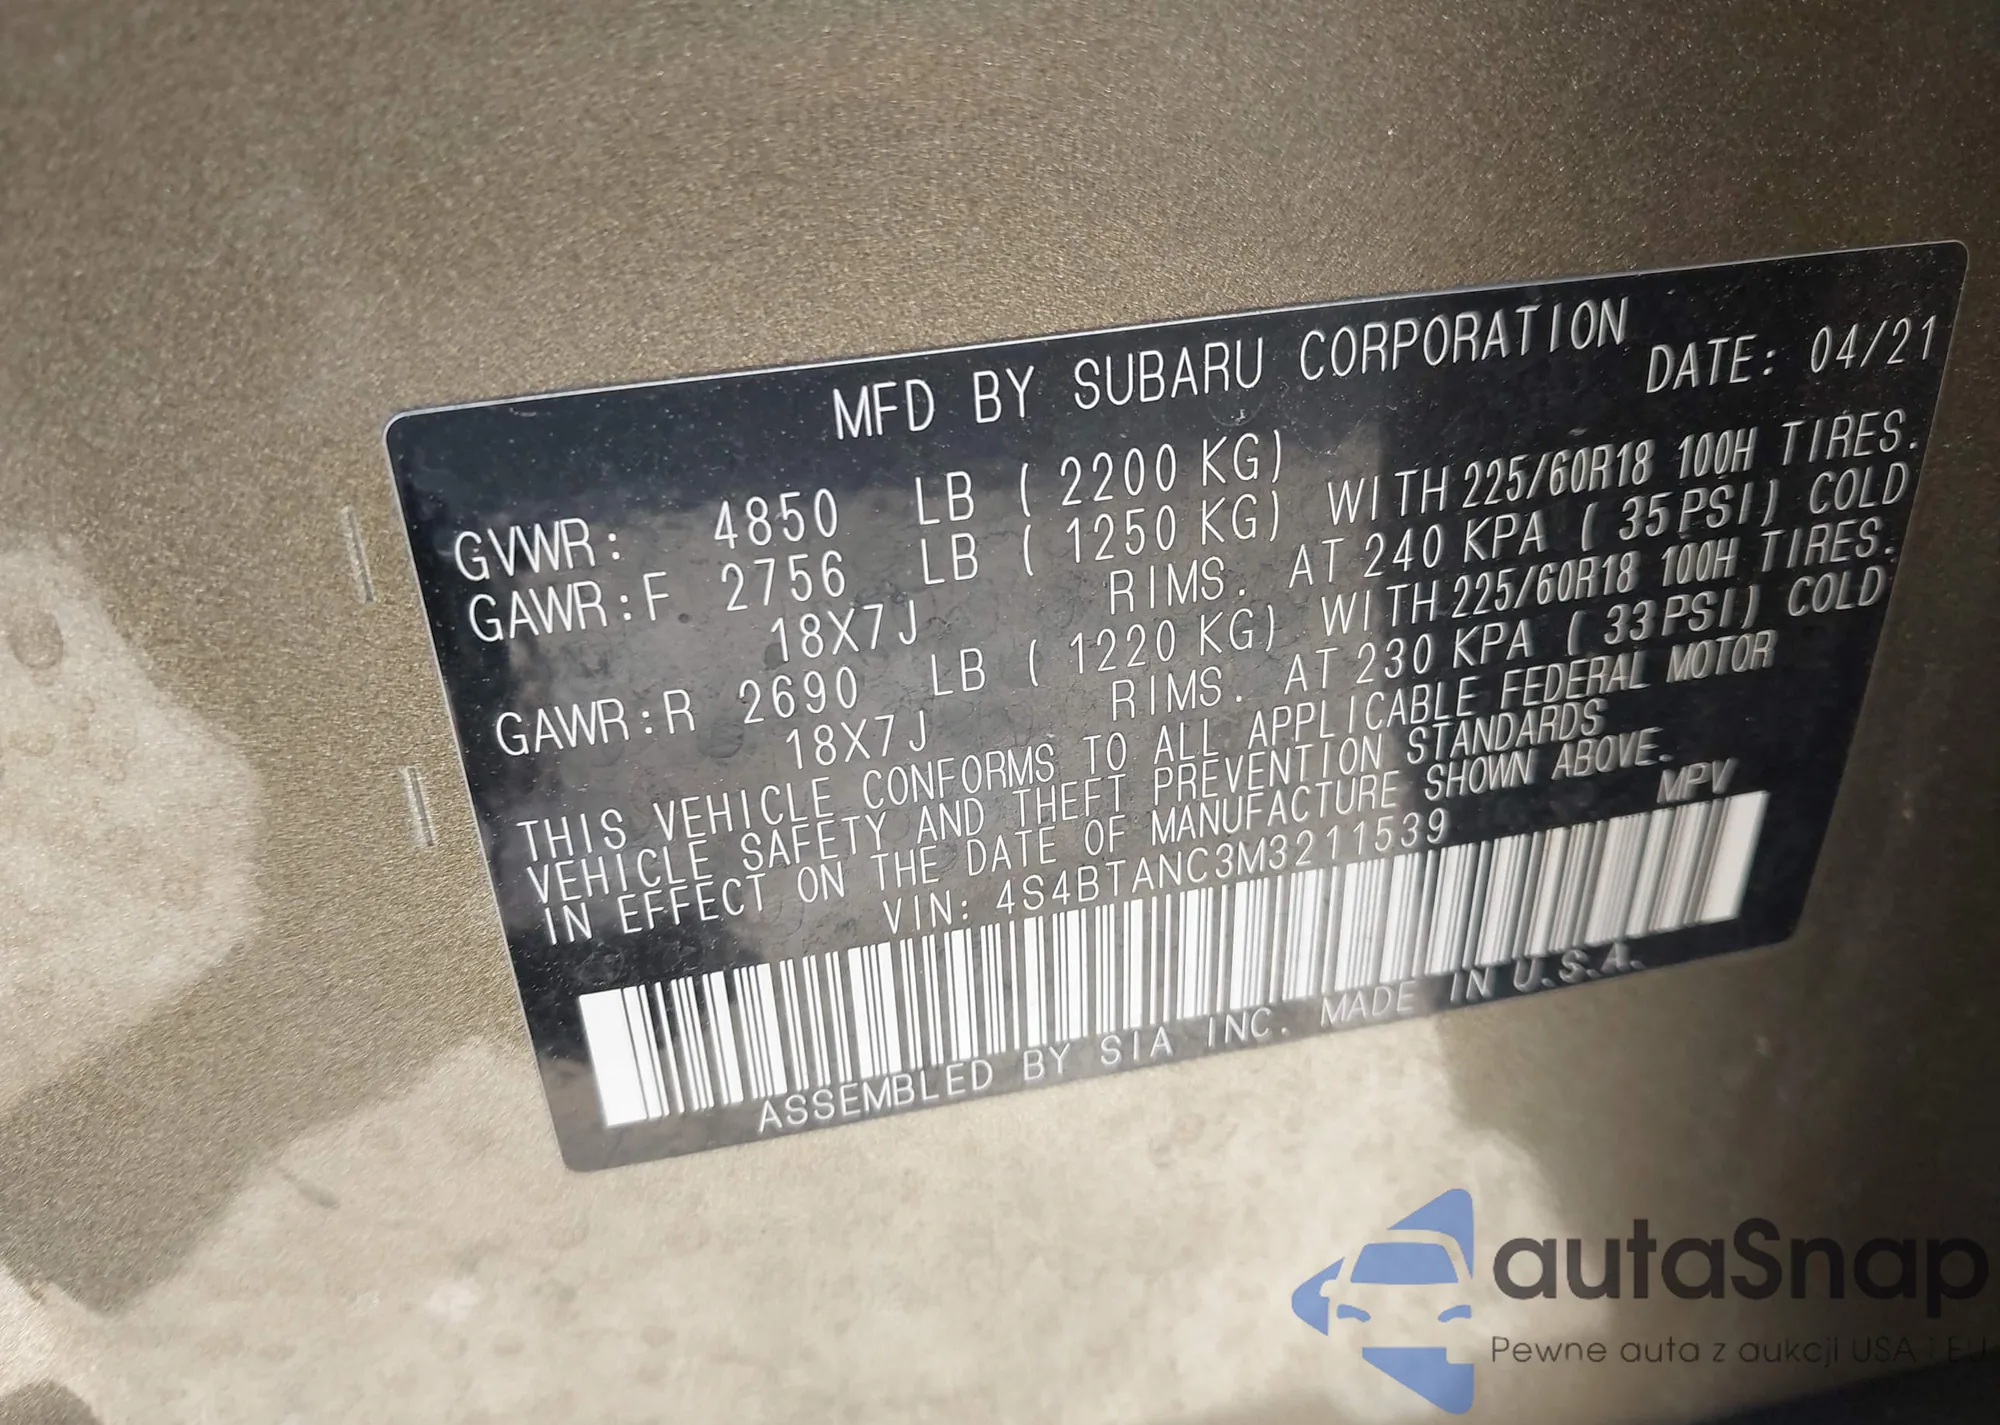 MFD BY SUBARU CORPORATION
DATE: 04/21
GVWR: 4850 LB ( 2200 KG)
GAWR:F 2756 LB ( 1250 KG) WITH 225/60R18 100H TIRES.
18X7J RIMS. AT 240 KPA ( 35PSI) COLD
GAWR:R 2690 LB ( 1220 KG) WITH 225/60R18 100H TIRES.
18X7J RIMS. AT 230 KPA ( 33PSI) COLD
THIS VEHICLE CONFORMS TO ALL APPLICABLE FEDERAL MOTOR
VEHICLE SAFETY AND THEFT PREVENTION STANDARDS
IN EFFECT ON THE DATE OF MANUFACTURE SHOWN ABOVE.
VIN: 4S4BTANC3M3211539 MPV
ASSEMBLED BY SIA INC. MADE IN U.S.A.
autaSnap
Pewne auta z aukcji USA i EU